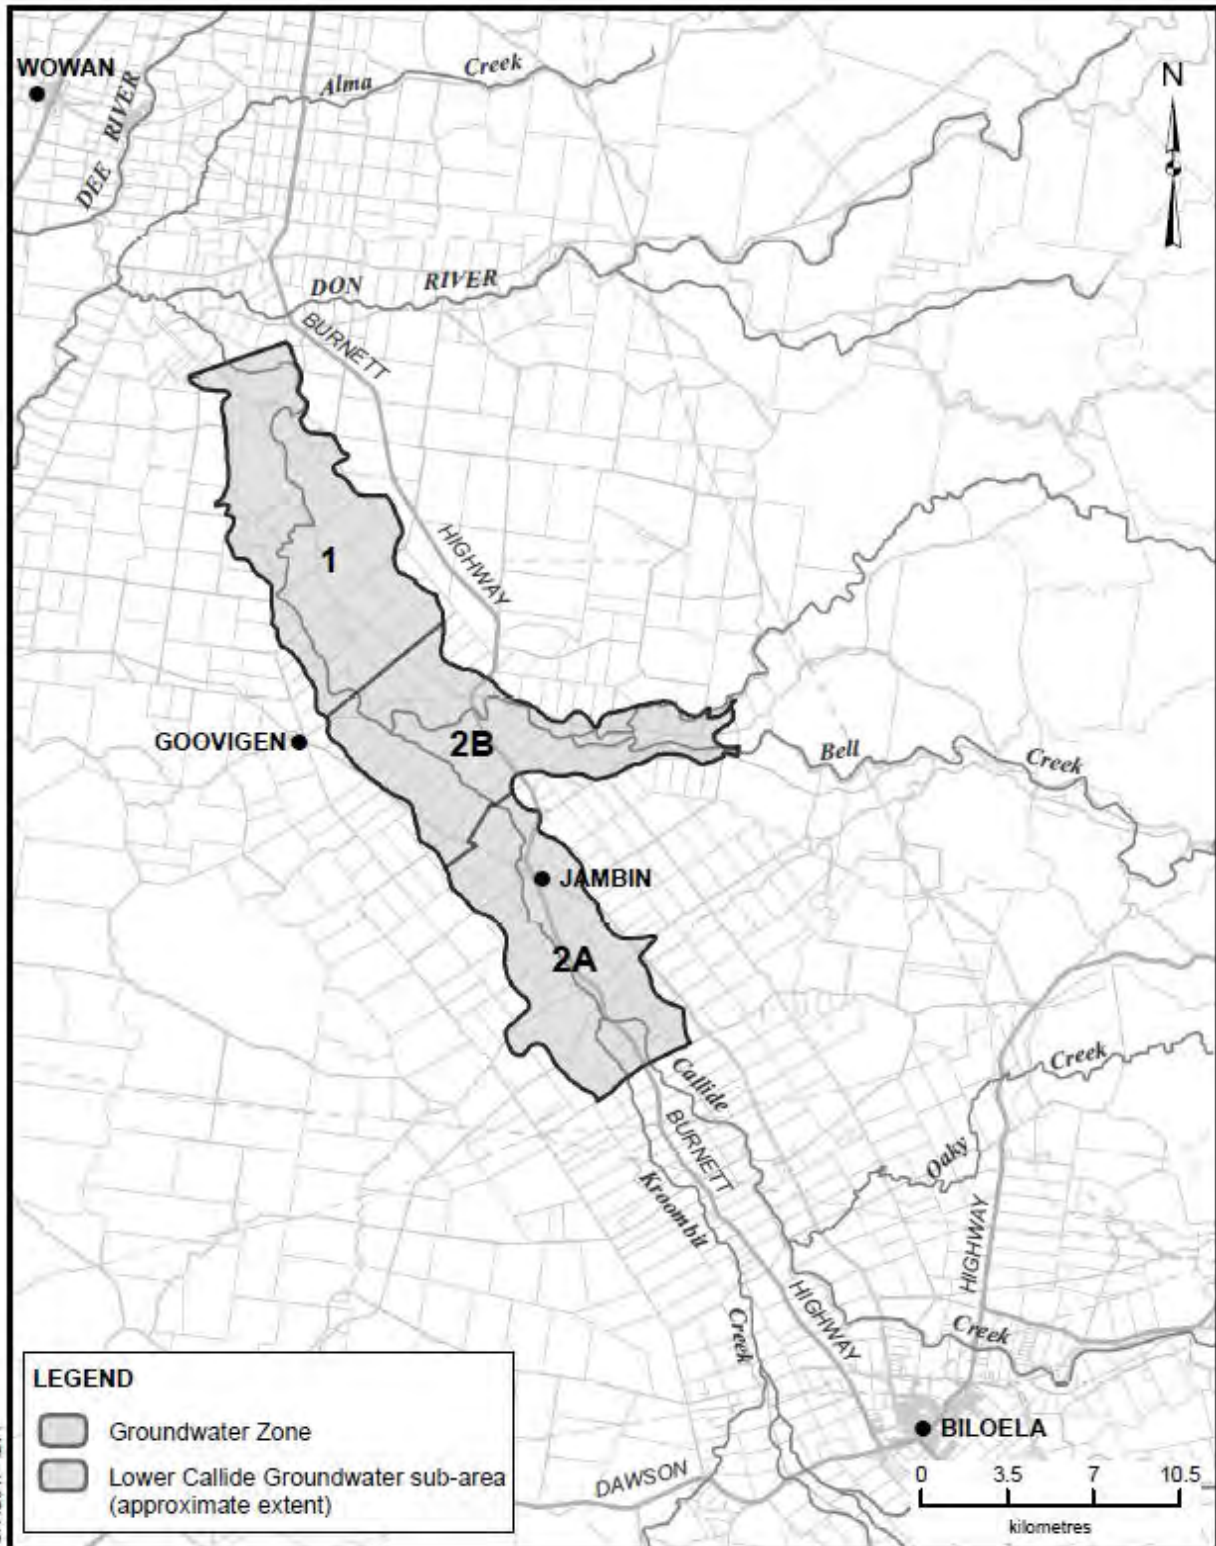 WOWAN
DEE RIVER
Alma Creek
N
DON RIVER
BURNETT
HIGHWAY
1
GOOVIGEN
2B
Bell Creek
JAMBIN
2A
Callide
BURNETT
Creek
Oaky
Kroombit
HIGHWAY
HIGHWAY
Creek
Creek
LEGEND
Groundwater Zone
Lower Callide Groundwater sub-area
(approximate extent)
BILOELA
DAWSON
0 3.5 7 10.5
kilometres